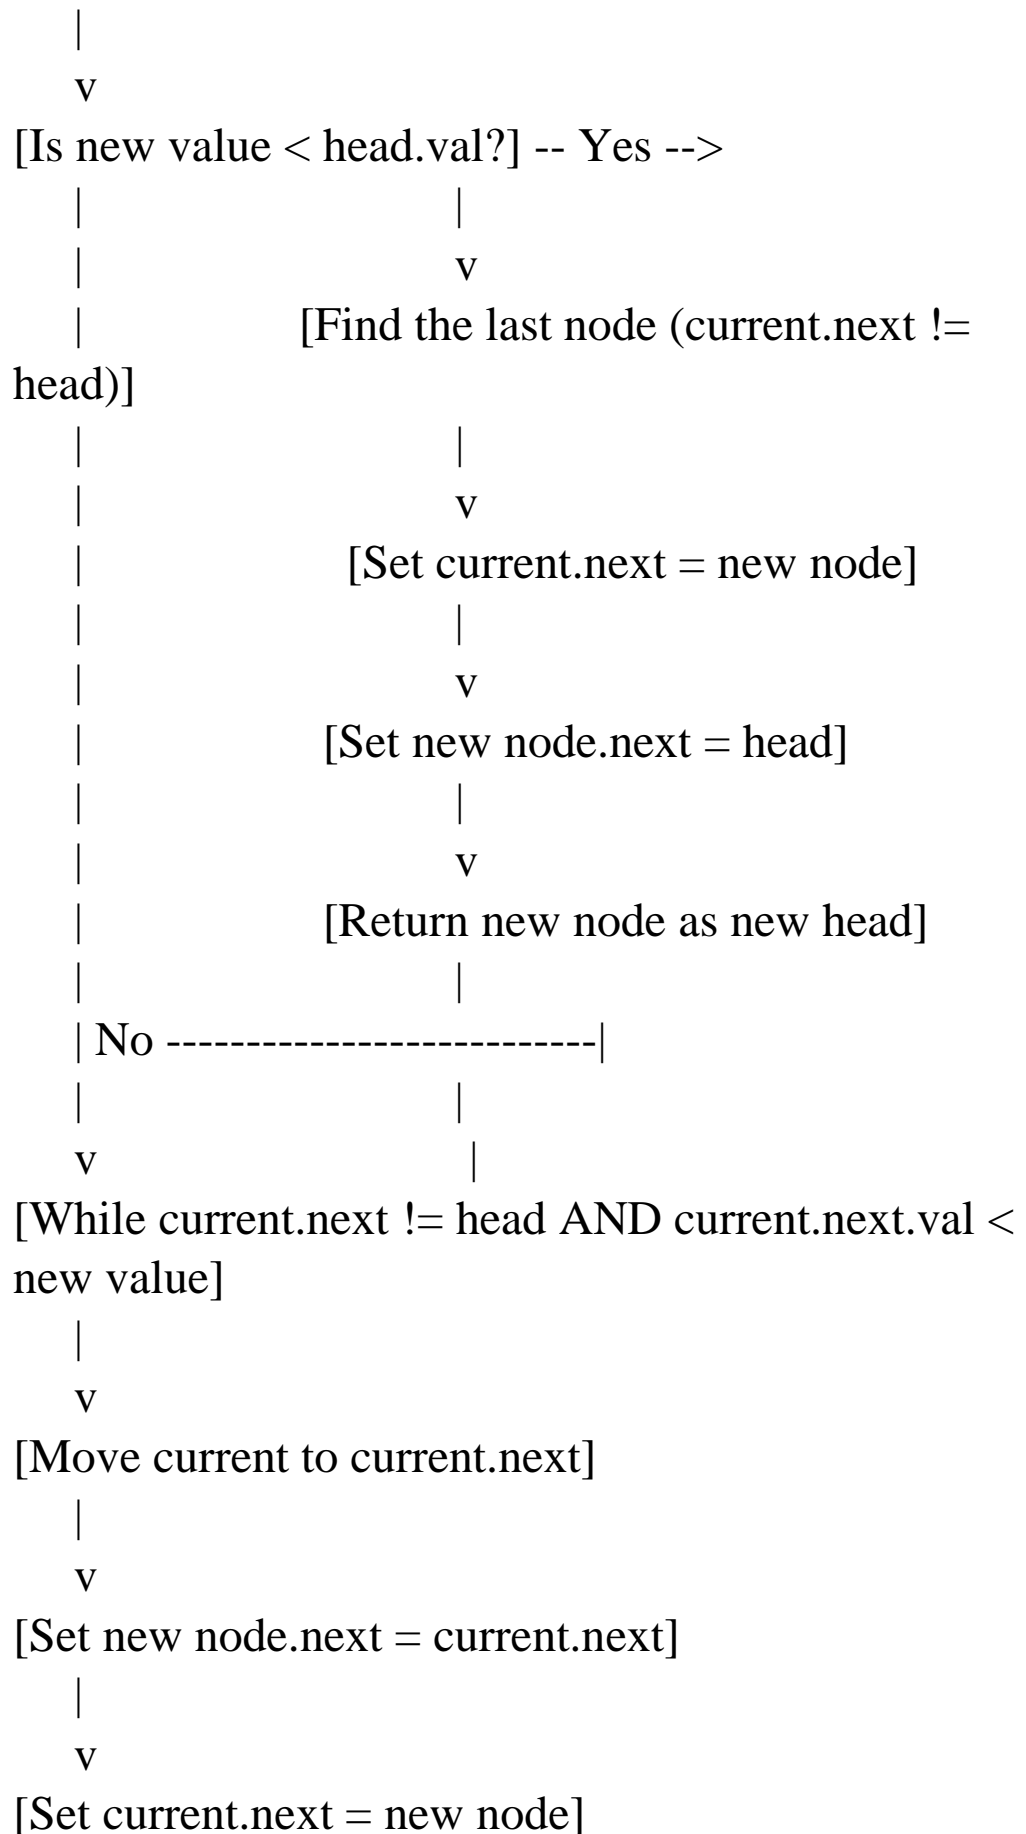 |
v
[Is new value < head.val?] -- Yes -->
| |
| v
| [Find the last node (current.next !=
head)]
| |
| v
| [Set current.next = new node]
| |
| v
| [Set new node.next = head]
| |
| v
| [Return new node as new head]
| |
| No ----------------------------|
| |
v |
[While current.next != head AND current.next.val <
new value]
|
v
[Move current to current.next]
|
v
[Set new node.next = current.next]
|
v
[Set current.next = new node]